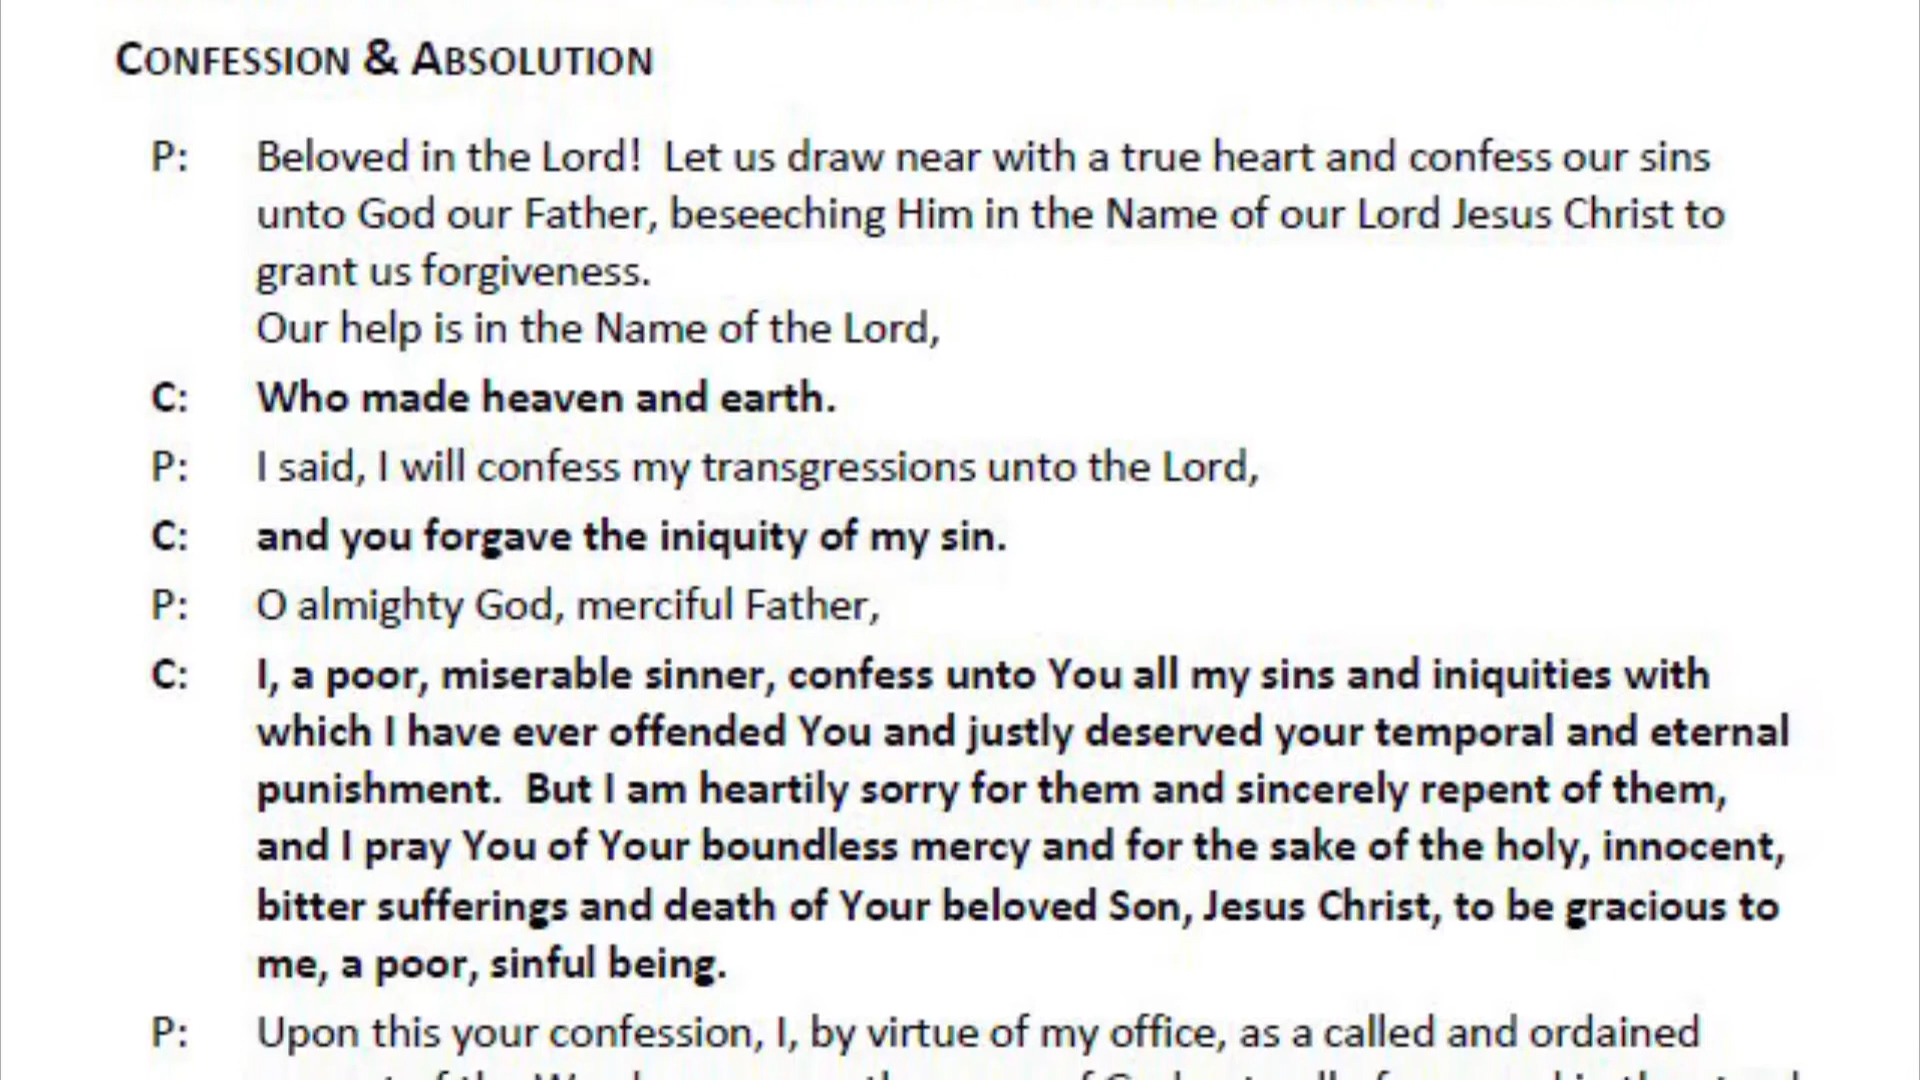 CONFESSION & ABSOLUTION
P: Beloved in the Lord! Let us draw near with a true heart and confess our sins
unto God our Father, beseeching Him in the Name of our Lord Jesus Christ to
grant us forgiveness.
Our help is in the Name of the Lord,
C: Who made heaven and earth.
P: I said, I will confess my transgressions unto the Lord,
C: and you forgave the iniquity of my sin.
P: O almighty God, merciful Father,
C: I, a poor, miserable sinner, confess unto You all my sins and iniquities with
which I have ever offended You and justly deserved your temporal and eternal
punishment. But I am heartily sorry for them and sincerely repent of them,
and I pray You of Your boundless mercy and for the sake of the holy, innocent,
bitter sufferings and death of Your beloved Son, Jesus Christ, to be gracious to
me, a poor, sinful being.
P: Upon this your confession, I, by virtue of my office, as a called and ordained